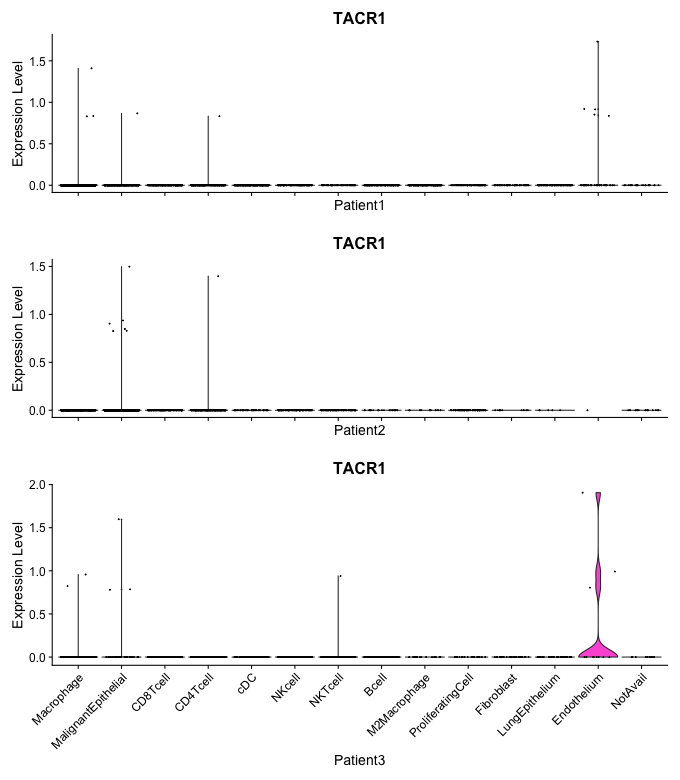 TACR1
Expression Level
1.5
1.0
0.5
0.0
Patient1
TACR1
Expression Level
1.5
1.0
0.5
0.0
Patient2
TACR1
Expression Level
2.0
1.5
1.0
0.5
0.0
Macrophage
MalignantEpithelial
CD8Tcell
CD4Tcell
cDC
NKcell
NKTcell
Bcell
M2Macrophage
ProliferatingCell
Fibroblast
LungEpithelium
Endothelium
NotAvail
Patient3